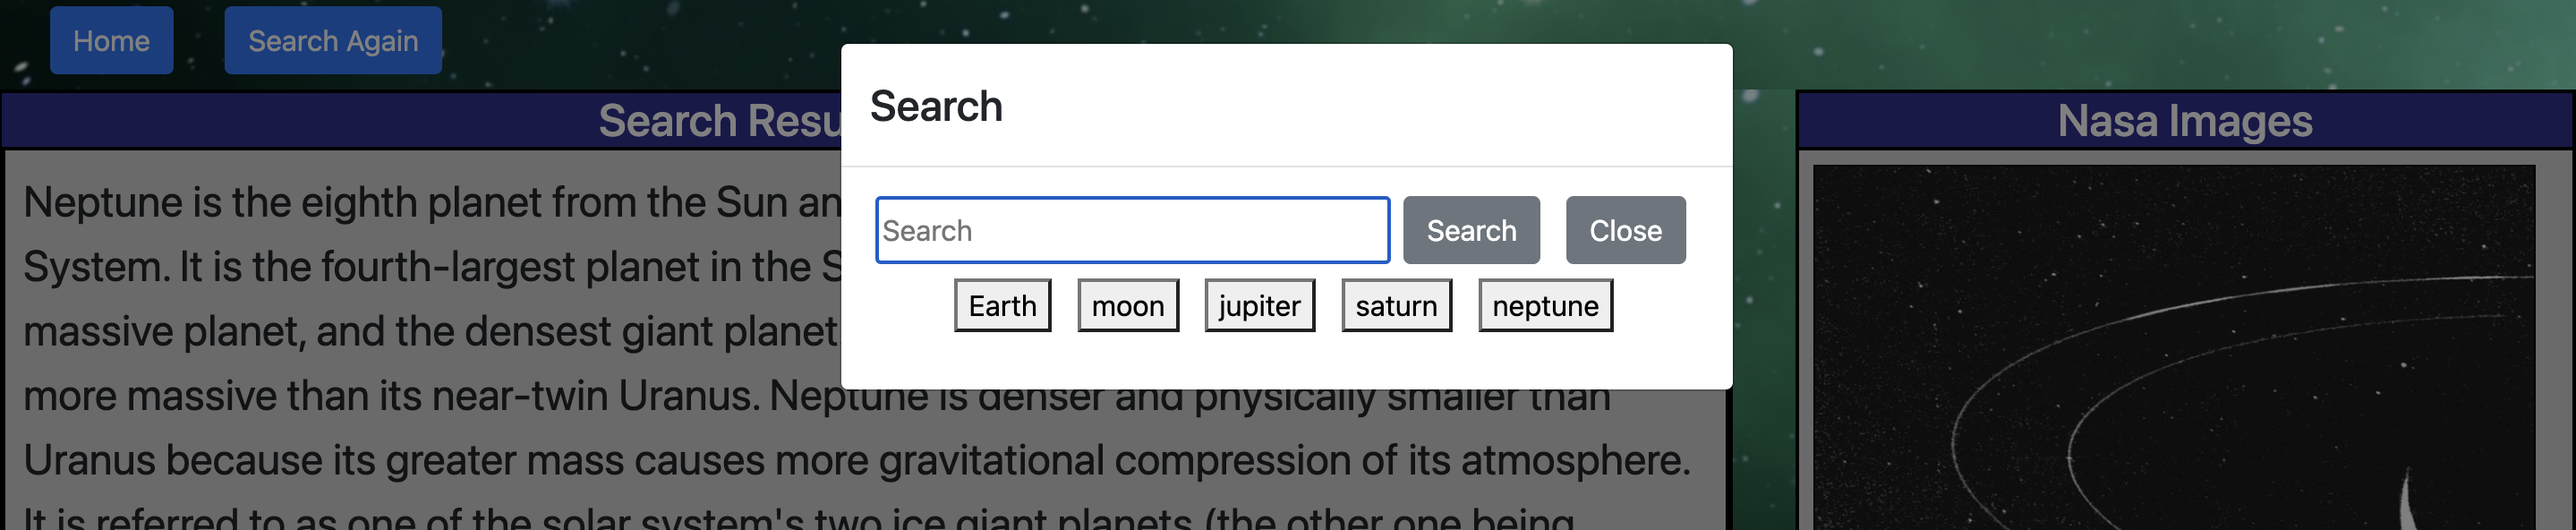 Home Search Again
Search
Search Resu
Nasa Images
Search Search Close
Earth moon jupiter saturn neptune
Neptune is the eighth planet from the Sun an
System. It is the fourth-largest planet in the S
massive planet, and the densest giant planet
more massive than its near-twin Uranus. Neptune is denser and physically smaller than
Uranus because its greater mass causes more gravitational compression of its atmosphere.
It is referred to as one of the solar system's two ice giant planets (the other one being